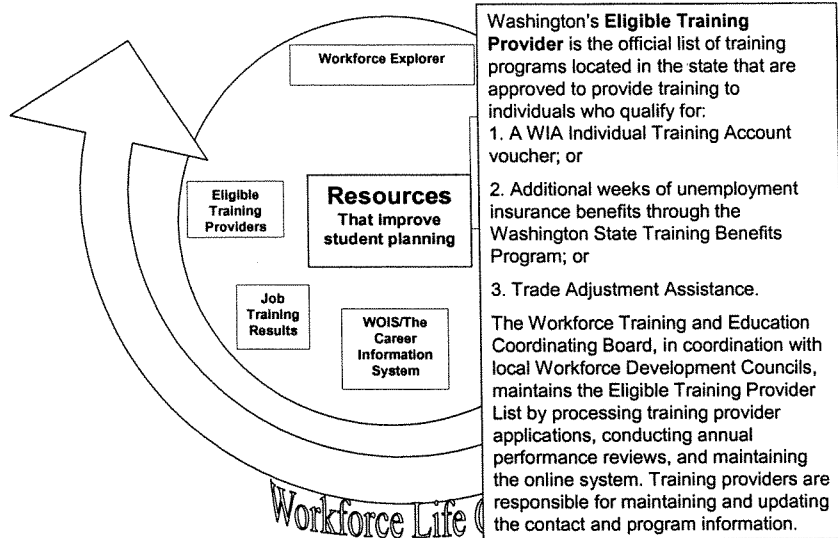 Workforce Explorer
Eligible
Training
Providers
Resources
That improve
student planning
Job
Training
Results
WOIS/The
Career
Information
System
Workforce Life
Washington's Eligible Training
Provider is the official list of training
programs located in the state that are
approved to provide training to
individuals who qualify for:
1. A WIA Individual Training Account
voucher; or
2. Additional weeks of unemployment
insurance benefits through the
Washington State Training Benefits
Program; or
3. Trade Adjustment Assistance.
The Workforce Training and Education
Coordinating Board, in coordination with
local Workforce Development Councils,
maintains the Eligible Training Provider
List by processing training provider
applications, conducting annual
performance reviews, and maintaining
the online system. Training providers are
responsible for maintaining and updating
the contact and program information.